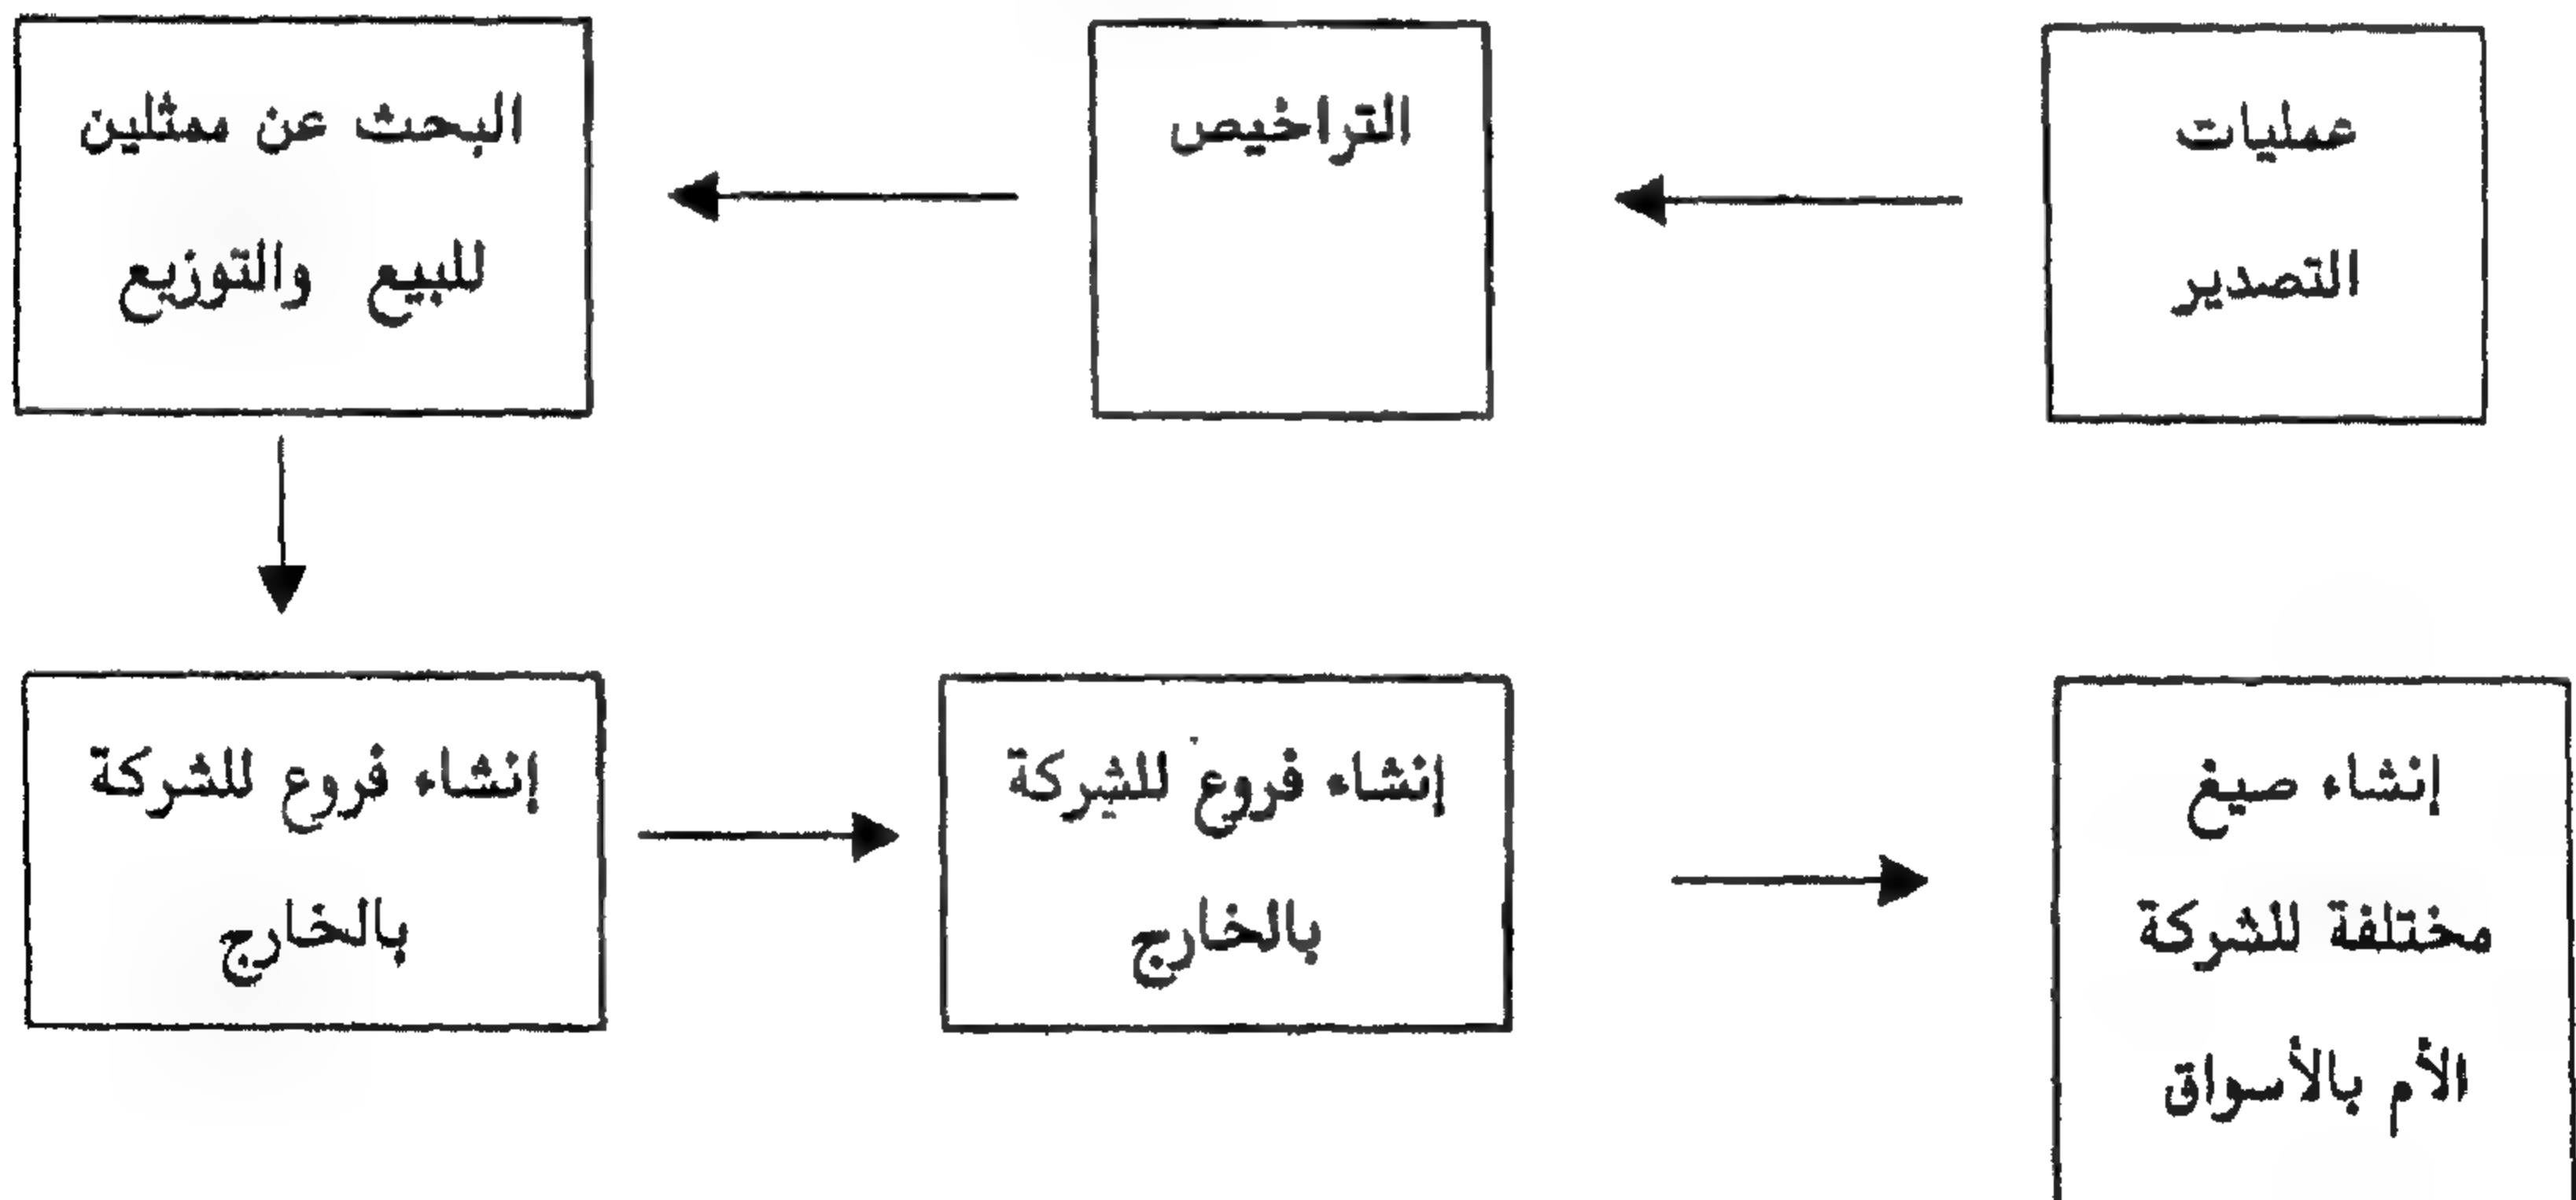 عمليات
التصدير
التراخيص
البحث عن ممثلين
للبيع والتوزيع
إنشاء فروع للشركة
بالخارج
إنشاء فروع للشركة
بالخارج
إنشاء صيغ
مختلفة للشركة
الأم بالأسواق